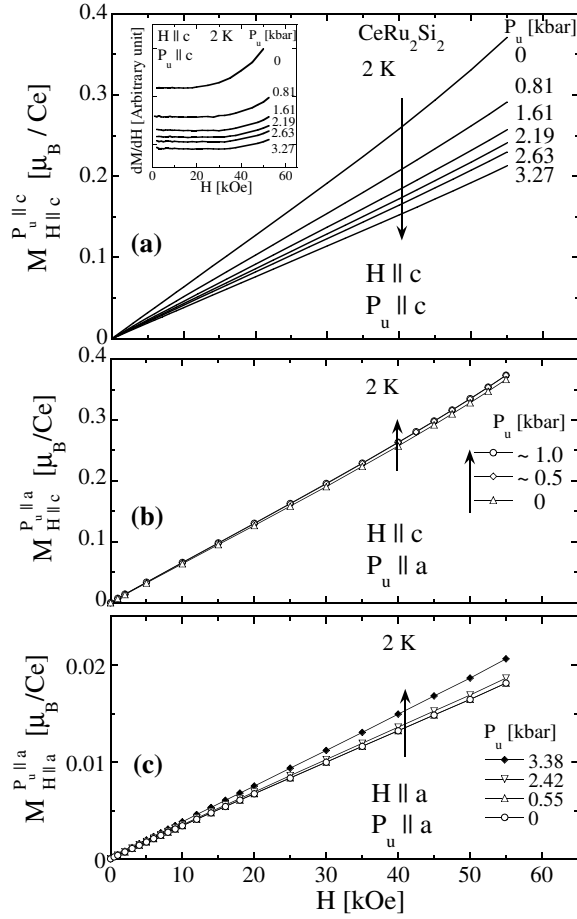 H || c 2 K P_u [kbar]
P_u || c
0
0.81
1.61
2.19
2.63
3.27
dM/dH [Arbitrary unit]
0 20 40 60
H [kOe]
CeRu2Si2
2 K
P_u [kbar]
0
0.81
1.61
2.19
2.63
3.27
0.4
0.3
0.2
0.1
0
M_{H || c}^{P_u || c} [μ_B / Ce]
(a)
H || c
P_u || c
0.4
0.3
0.2
0.1
0
M_{H || c}^{P_u || a} [μ_B/Ce]
2 K
P_u [kbar]
~ 1.0
~ 0.5
0
(b)
H || c
P_u || a
0.02
0.01
0
M_{H || a}^{P_u || a} [μ_B/Ce]
2 K
P_u [kbar]
3.38
2.42
0.55
0
(c)
H || a
P_u || a
0 10 20 30 40 50 60
H [kOe]